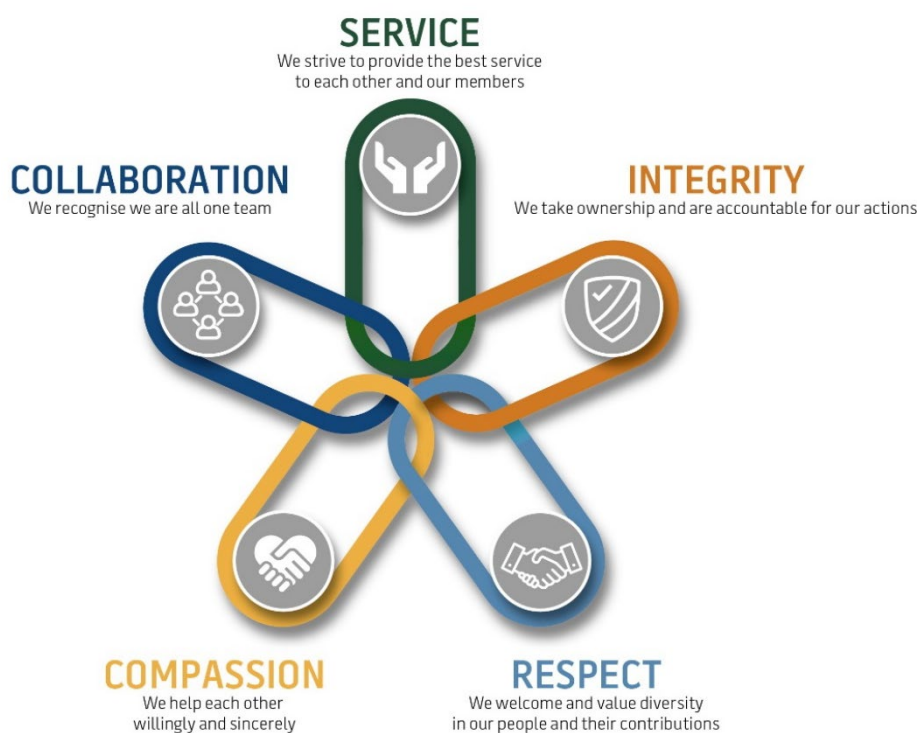 SERVICE
We strive to provide the best service
to each other and our members
COLLABORATION
We recognise we are all one team
INTEGRITY
We take ownership and are accountable for our actions
COMPASSION
We help each other
willingly and sincerely
RESPECT
We welcome and value diversity
in our people and their contributions